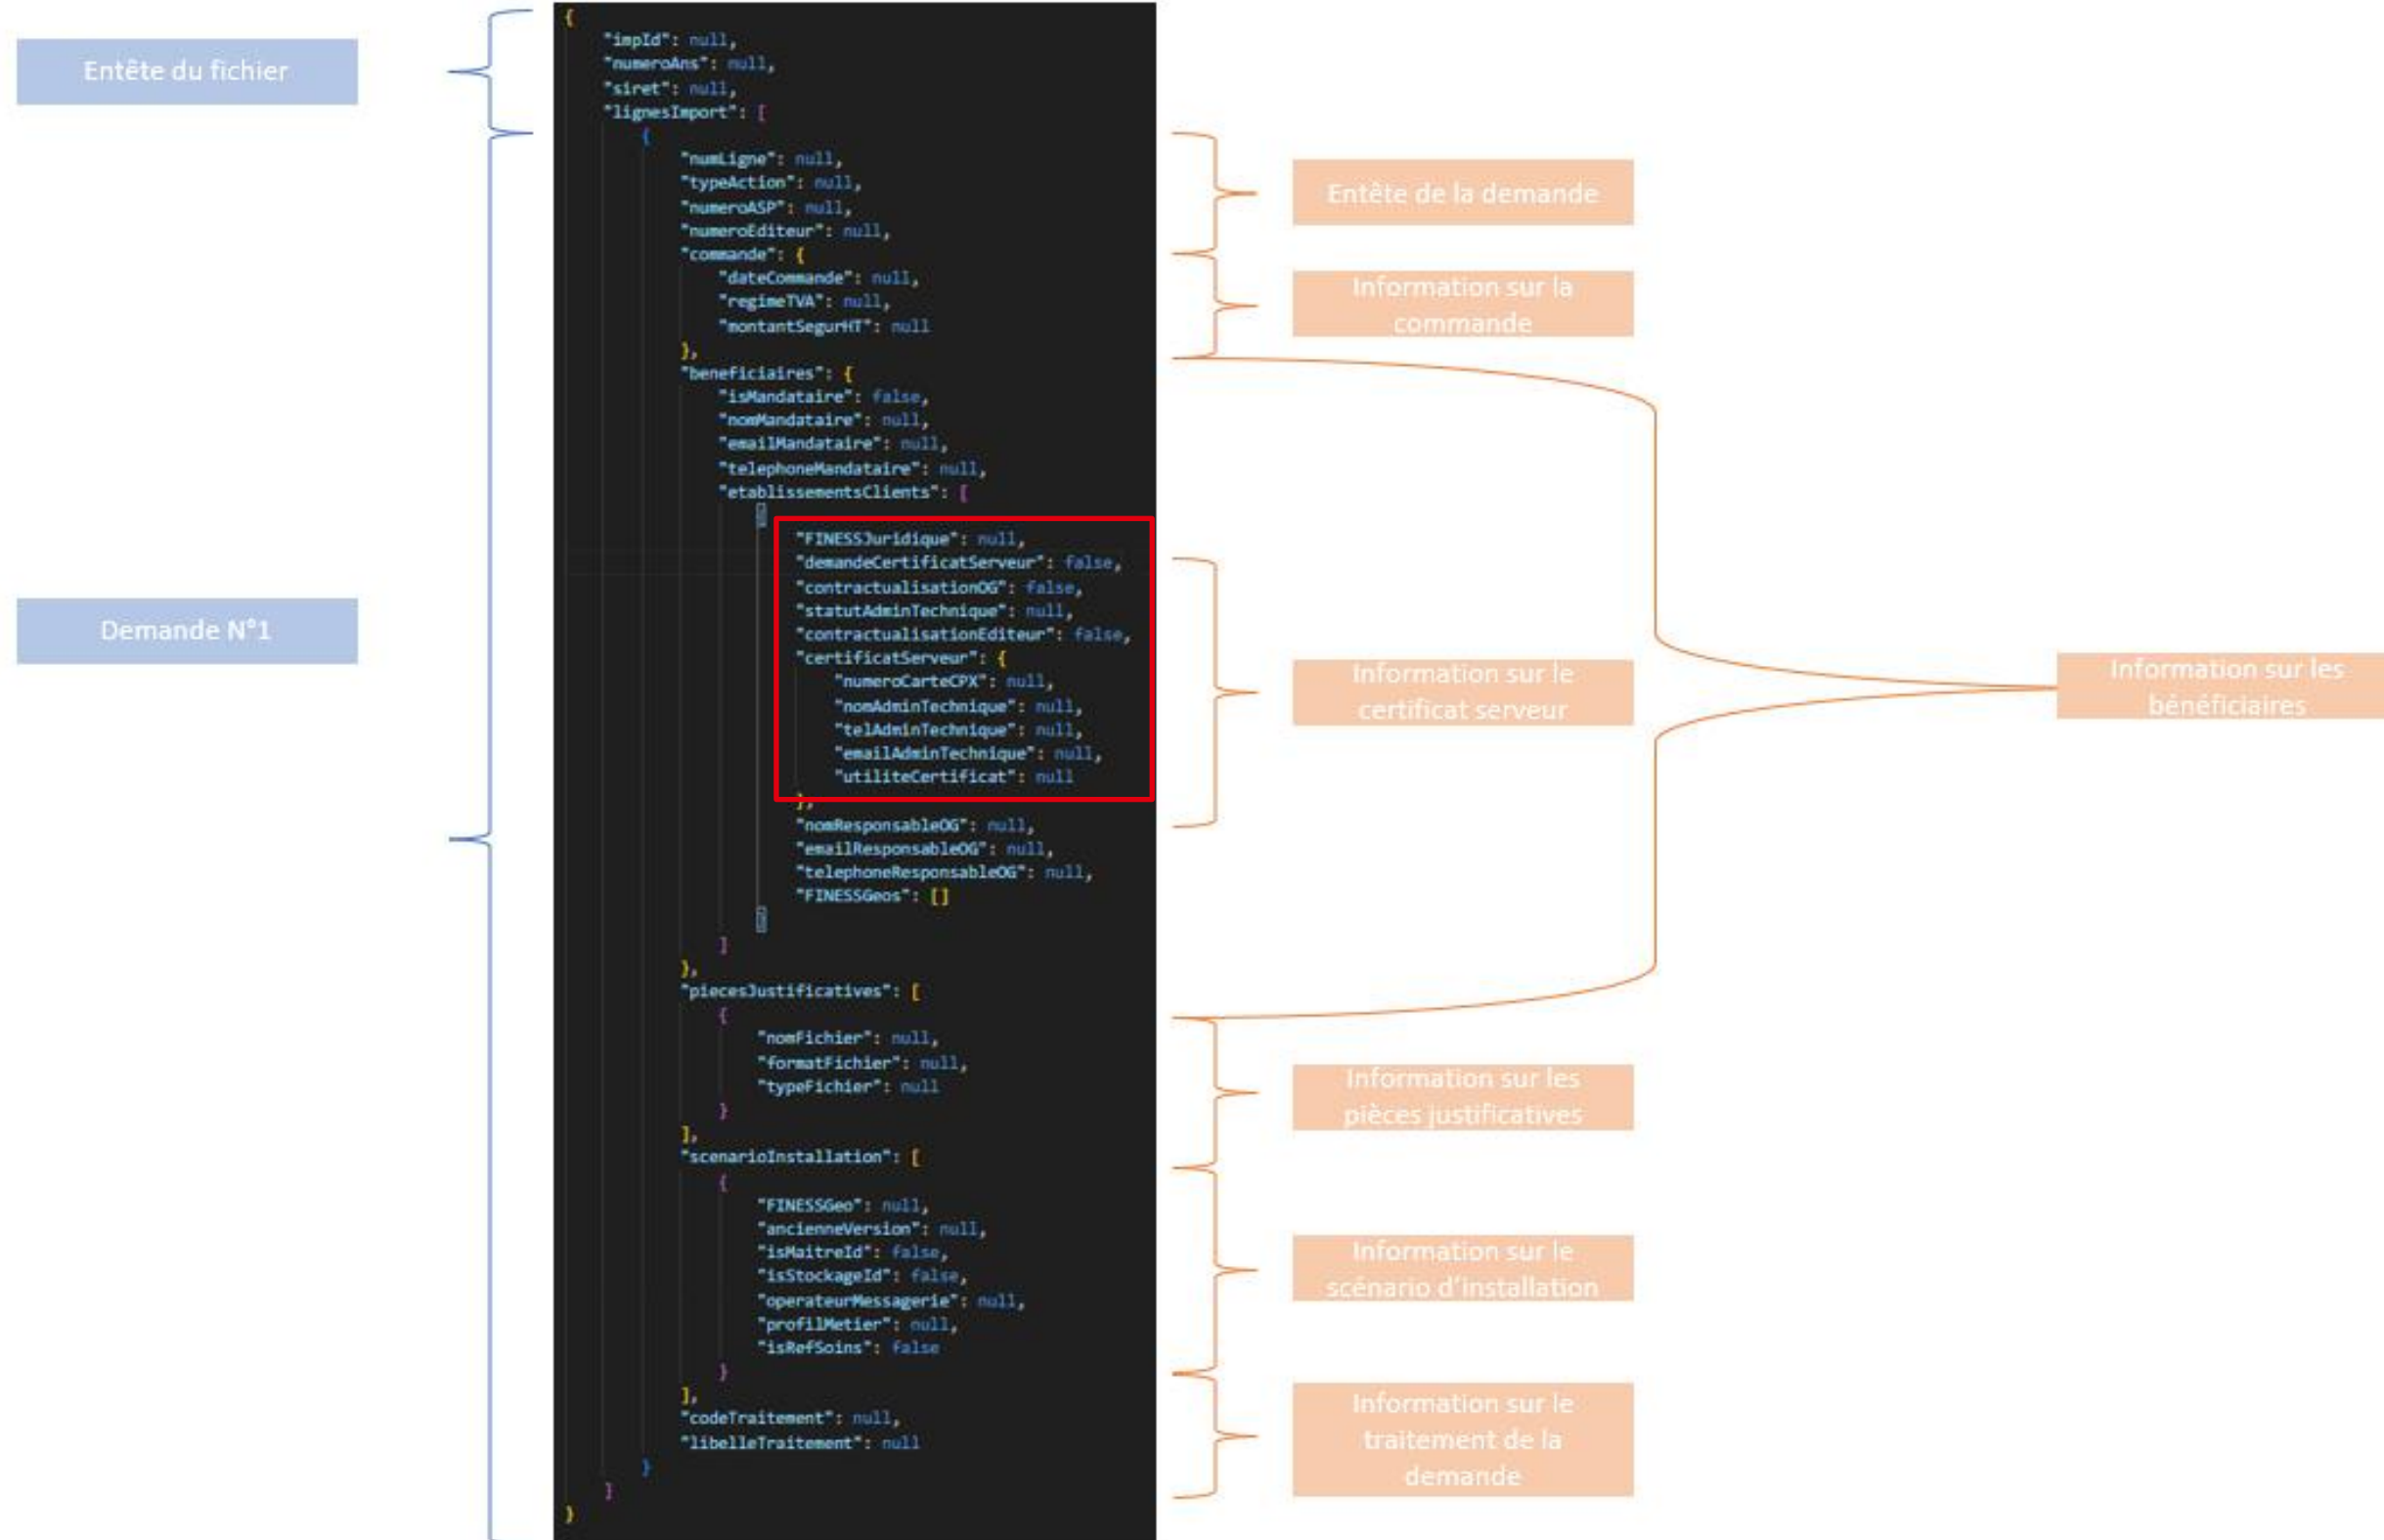 Entête du fichier
Demande N°1
{
"impId": null,
"numeroAns": null,
"siret": null,
"lignesImport": [
{
"numLigne": null,
"typeAction": null,
"numeroASP": null,
"numeroEditeur": null,
"commande": {
"dateCommande": null,
"regimeTVA": null,
"montantSegurHT": null
},
"beneficiaires": {
"isMandataire": false,
"nomMandataire": null,
"emailMandataire": null,
"telephoneMandataire": null,
"etablissementsClients": [
{
"FINESSJuridique": null,
"demandeCertificatServeur": false,
"contractualisationOG": false,
"statutAdminTechnique": null,
"contractualisationEditeur": false,
"certificatServeur": {
"numeroCarteCPX": null,
"nomAdminTechnique": null,
"telAdminTechnique": null,
"emailAdminTechnique": null,
"utiliteCertificat": null
},
"nomResponsableOG": null,
"emailResponsableOG": null,
"telephoneResponsableOG": null,
"FINESSGeos": []
}
]
},
"piecesJustificatives": [
{
"nomFichier": null,
"formatFichier": null,
"typeFichier": null
}
],
"scenarioInstallation": [
{
"FINESSGeo": null,
"ancienneVersion": null,
"isMaitreId": false,
"isStockageId": false,
"operateurMessagerie": null,
"profilMetier": null,
"isRefSoins": false
}
],
"codeTraitement": null,
"libelleTraitement": null
}
]
}
Entête de la demande
Information sur la
commande
Information sur le
certificat serveur
Information sur les
pièces justificatives
Information sur le
scénario d'installation
Information sur le
traitement de la
demande
Information sur les
bénéficiaires